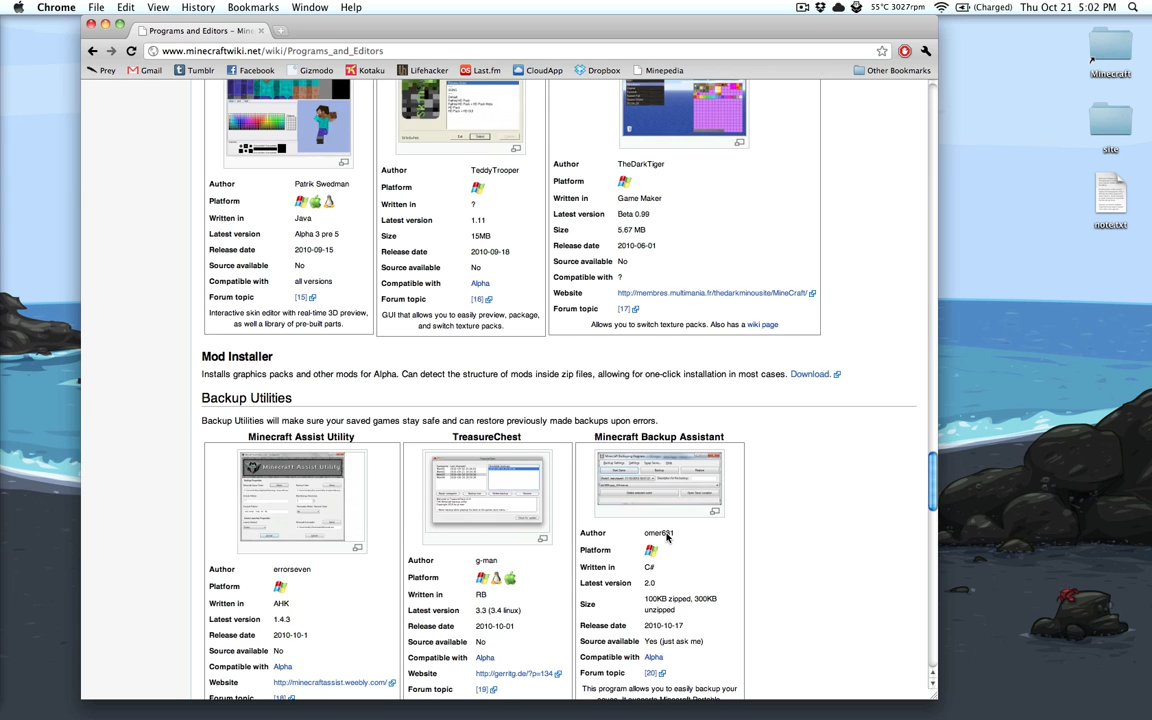 Chrome File Edit View History Bookmarks Window Help
55°C 3027rpm (Charged) Thu Oct 21 5:02 PM
Programs and Editors – Mine
www.minecraftwiki.net/wiki/Programs_and_Editors
Prey Gmail Tumblr Facebook Gizmodo Kotaku Lifehacker Last.fm CloudApp Dropbox Minepedia Other Bookmarks
Minecraft
site
note.txt
Author Patrik Swedman
Platform
Written in Java
Latest version Alpha 3 pre 5
Release date 2010-09-15
Source available No
Compatible with all versions
Forum topic [15]
Interactive skin editor with real-time 3D preview,
as well a library of pre-built parts.
Author TeddyTrooper
Platform
Written in ?
Latest version 1.11
Size 15MB
Release date 2010-09-18
Source available No
Compatible with Alpha
Forum topic [16]
GUI that allows you to easily preview, package,
and switch texture packs.
Author TheDarkTiger
Platform
Written in Game Maker
Latest version Beta 0.99
Size 5.67 MB
Release date 2010-06-01
Source available No
Compatible with ?
Website http://membres.multimania.fr/thedarkminousite/MineCraft/
Forum topic [17]
Allows you to switch texture packs. Also has a wiki page
Mod Installer
Installs graphics packs and other mods for Alpha. Can detect the structure of mods inside zip files, allowing for one-click installation in most cases. Download.
Backup Utilities
Backup Utilities will make sure your saved games stay safe and can restore previously made backups upon errors.
Minecraft Assist Utility
Minecraft Assist Utility
Author errorseven
Platform
Written in AHK
Latest version 1.4.3
Release date 2010-10-1
Source available No
Compatible with Alpha
Website http://minecraftassist.weebly.com/
Forum topic [18]
TreasureChest
Author g-man
Platform
Written in RB
Latest version 3.3 (3.4 linux)
Release date 2010-10-01
Source available No
Compatible with Alpha
Website http://gerritg.de/?p=134
Forum topic [19]
Minecraft Backup Assistant
Author omer631
Platform
Written in C#
Latest version 2.0
Size 100KB zipped, 300KB
unzipped
Release date 2010-10-17
Source available Yes (just ask me)
Compatible with Alpha
Forum topic [20]
This program allows you to easily backup your
saves. It supports Minecraft Portable